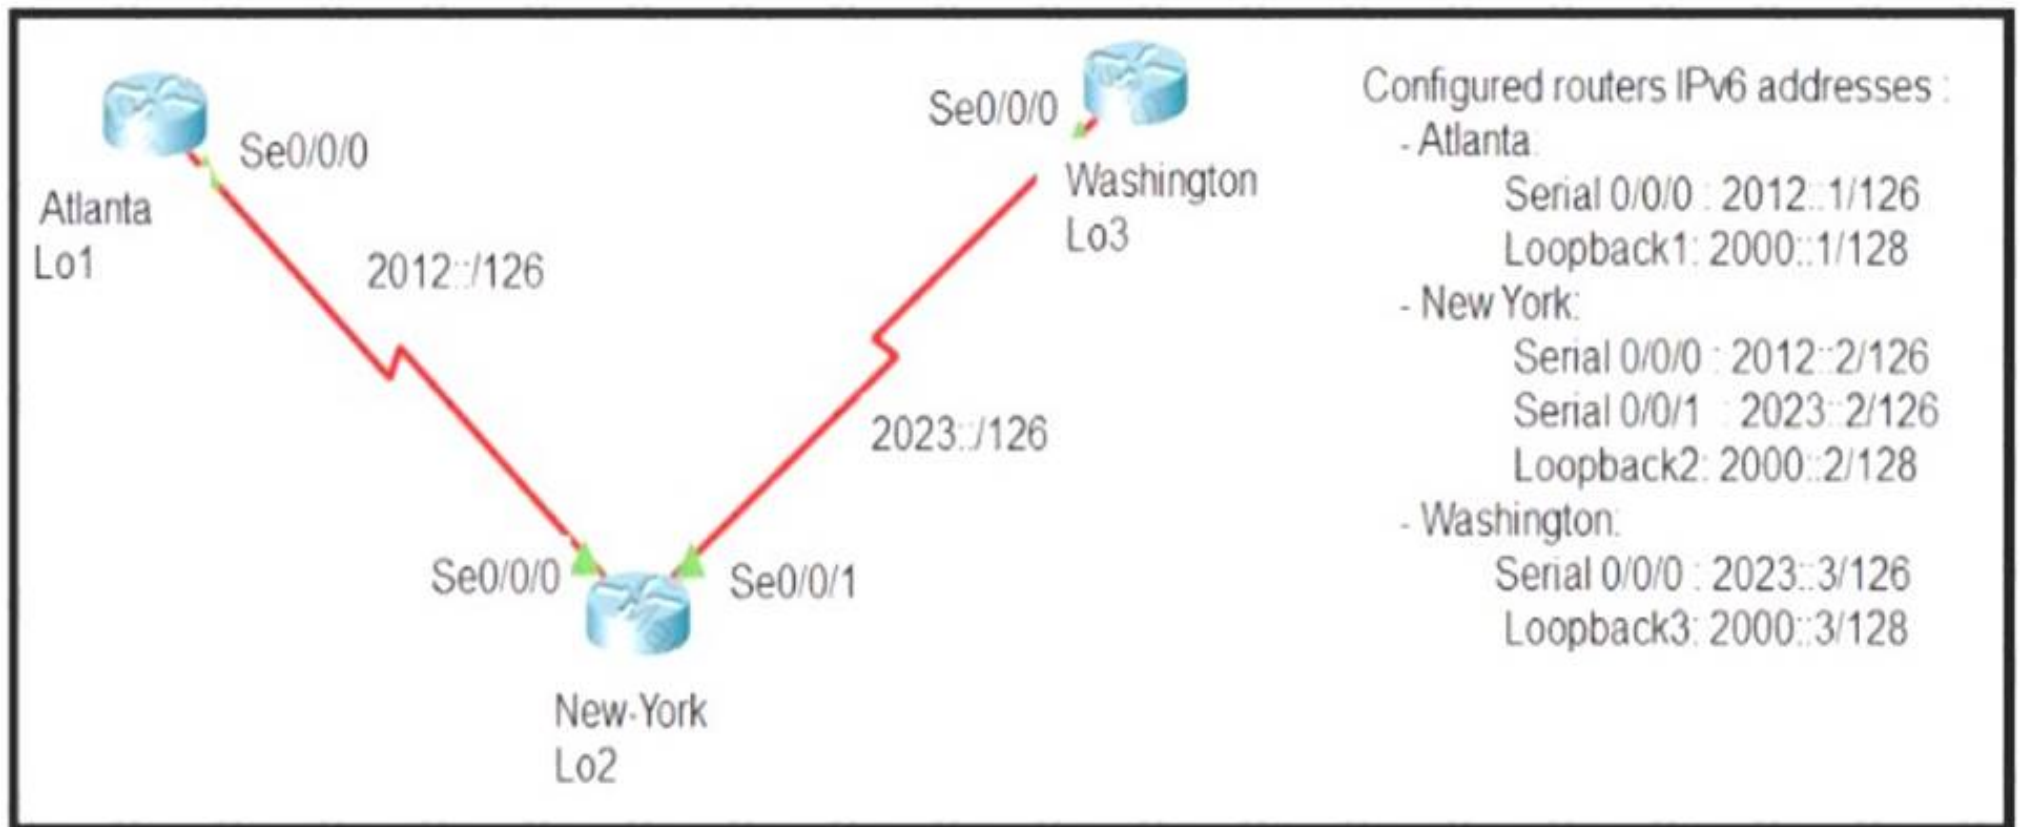 Se0/0/0
Atlanta
Lo1
2012::/126
Se0/0/0
Washington
Lo3
2023::/126
Se0/0/0
Se0/0/1
New-York
Lo2
Configured routers IPv6 addresses :
- Atlanta:
Serial 0/0/0 : 2012::1/126
Loopback1: 2000::1/128
- New York:
Serial 0/0/0 : 2012::2/126
Serial 0/0/1 : 2023::2/126
Loopback2: 2000::2/128
- Washington:
Serial 0/0/0 : 2023::3/126
Loopback3: 2000::3/128